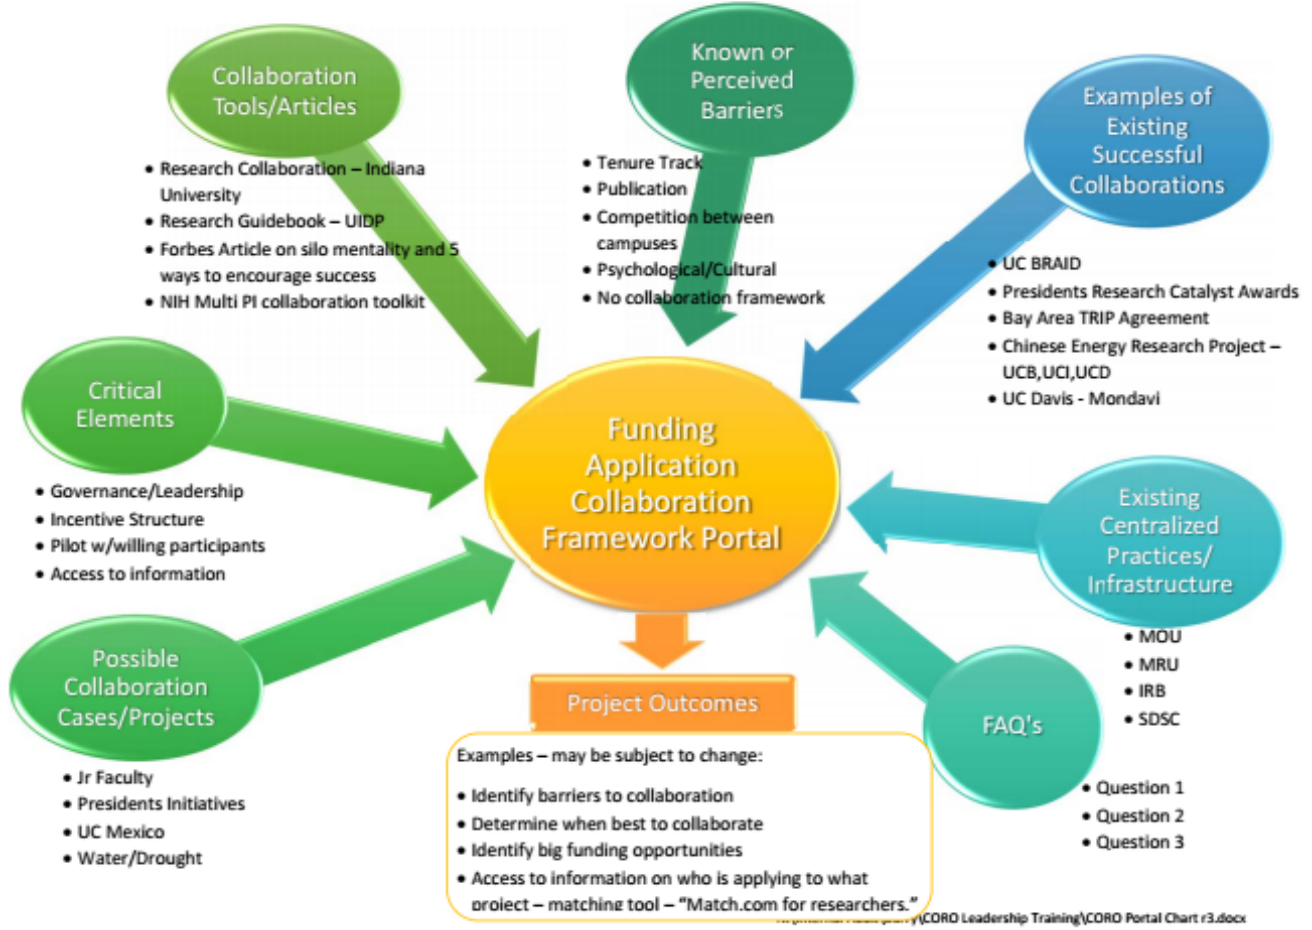 Collaboration
Tools/Articles
• Research Collaboration – Indiana
University
• Research Guidebook – UIDP
• Forbes Article on silo mentality and 5
ways to encourage success
• NIH Multi PI collaboration toolkit
Known or
Perceived
Barriers
• Tenure Track
• Publication
• Competition between
campuses
• Psychological/Cultural
• No collaboration framework
Examples of
Existing
Successful
Collaborations
• UC BRAID
• Presidents Research Catalyst Awards
• Bay Area TRIP Agreement
• Chinese Energy Research Project –
UCB,UCI,UCD
• UC Davis - Mondavi
Critical
Elements
• Governance/Leadership
• Incentive Structure
• Pilot w/willing participants
• Access to information
Funding
Application
Collaboration
Framework Portal
Existing
Centralized
Practices/
Infrastructure
• MOU
• MRU
• IRB
• SDSC
Possible
Collaboration
Cases/Projects
• Jr Faculty
• Presidents Initiatives
• UC Mexico
• Water/Drought
Project Outcomes
Examples – may be subject to change:
• Identify barriers to collaboration
• Determine when best to collaborate
• Identify big funding opportunities
• Access to information on who is applying to what
project – matching tool – “Match.com for researchers.”
FAQ's
• Question 1
• Question 2
• Question 3
\CORO Leadership Training\CORO Portal Chart r3.docx